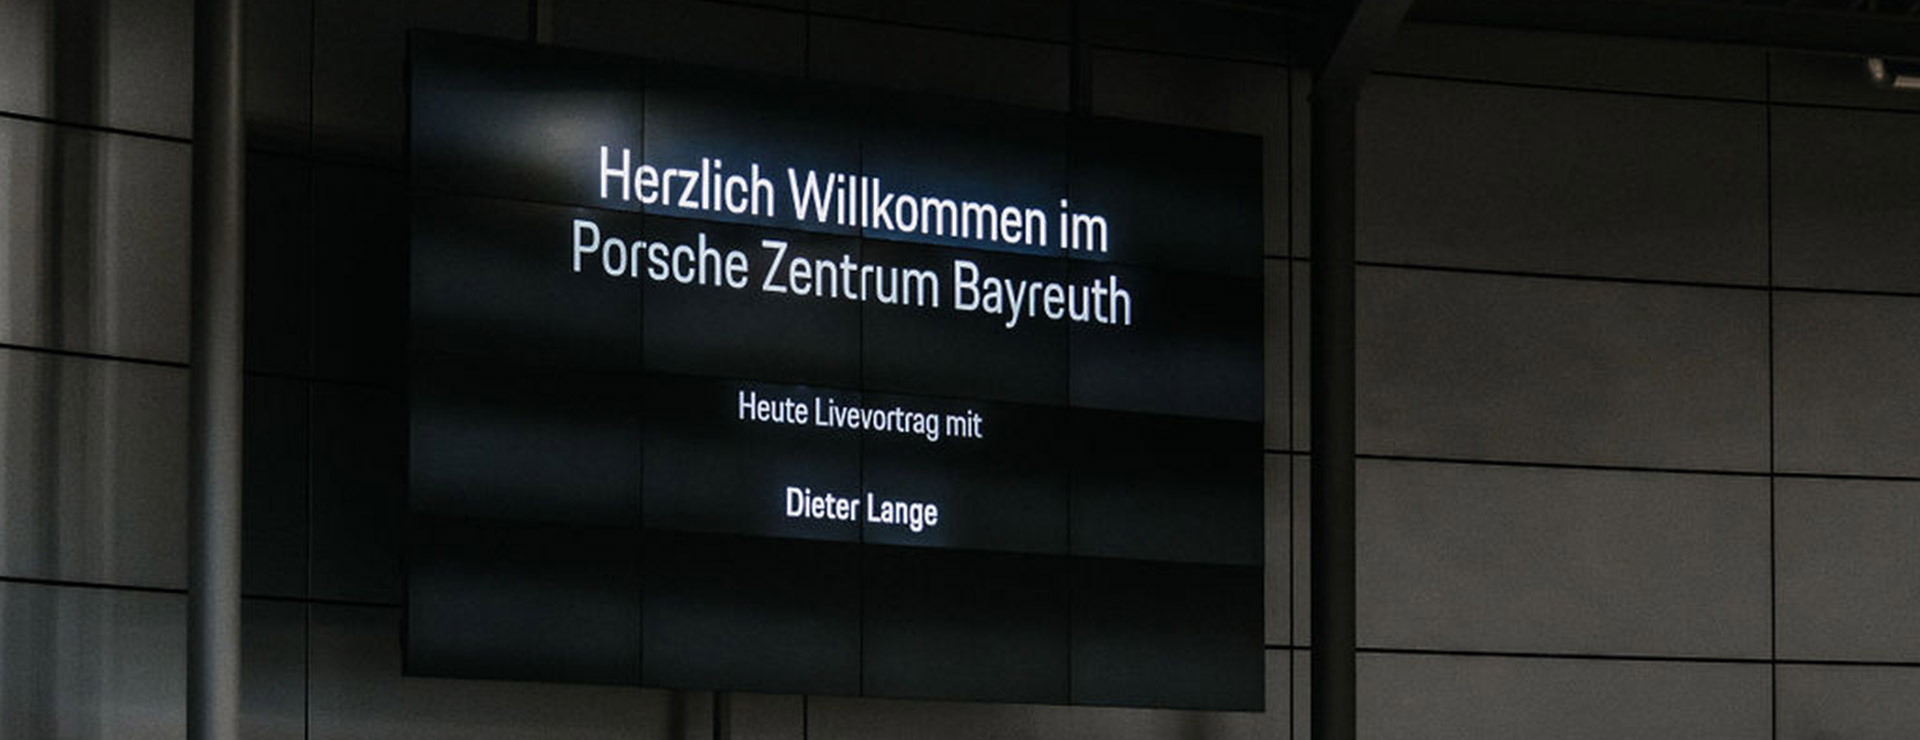 Herzlich Willkommen im
Porsche Zentrum Bayreuth
Heute Livevortrag mit
Dieter Lange